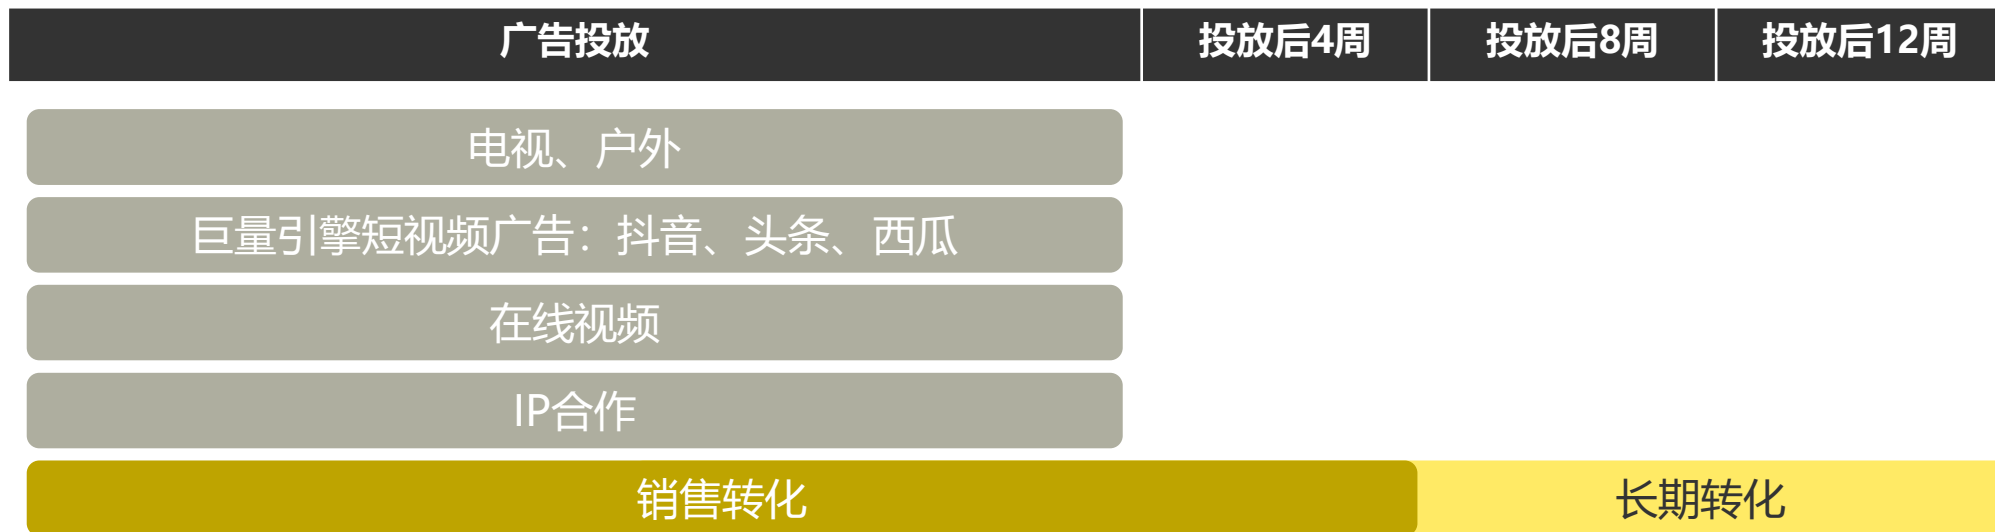 广告投放 投放后4周 投放后8周 投放后12周
电视、户外
巨量引擎短视频广告：抖音、头条、西瓜
在线视频
IP合作
销售转化 长期转化